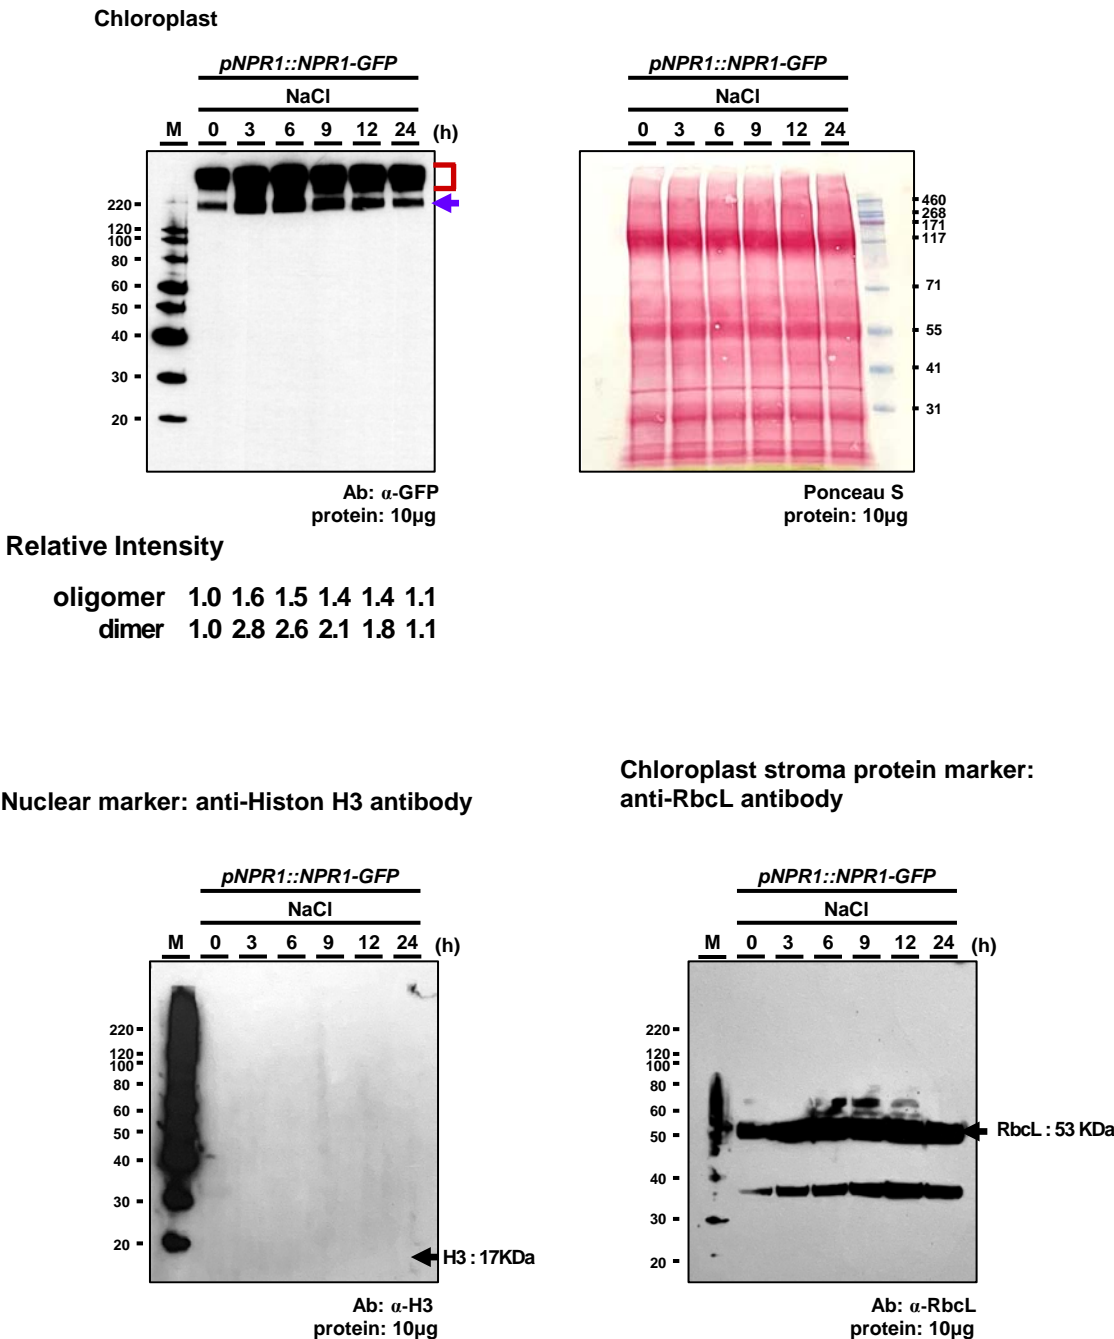 Chloroplast
pNPR1::NPR1-GFP
NaCl
M 0 3 6 9 12 24 (h)
220
120
100
80
60
50
40
30
20
Ab: α-GFP
protein: 10µg
pNPR1::NPR1-GFP
NaCl
0 3 6 9 12 24
460
268
171
117
71
55
41
31
Ponceau S
protein: 10µg
Relative Intensity
oligomer 1.0 1.6 1.5 1.4 1.4 1.1
dimer 1.0 2.8 2.6 2.1 1.8 1.1
Nuclear marker: anti-Histon H3 antibody
pNPR1::NPR1-GFP
NaCl
M 0 3 6 9 12 24 (h)
220
120
100
80
60
50
40
30
20
H3 : 17KDa
Ab: α-H3
protein: 10µg
Chloroplast stroma protein marker:
anti-RbcL antibody
pNPR1::NPR1-GFP
NaCl
M 0 3 6 9 12 24 (h)
220
120
100
80
60
50
40
30
20
RbcL : 53 KDa
Ab: α-RbcL
protein: 10µg